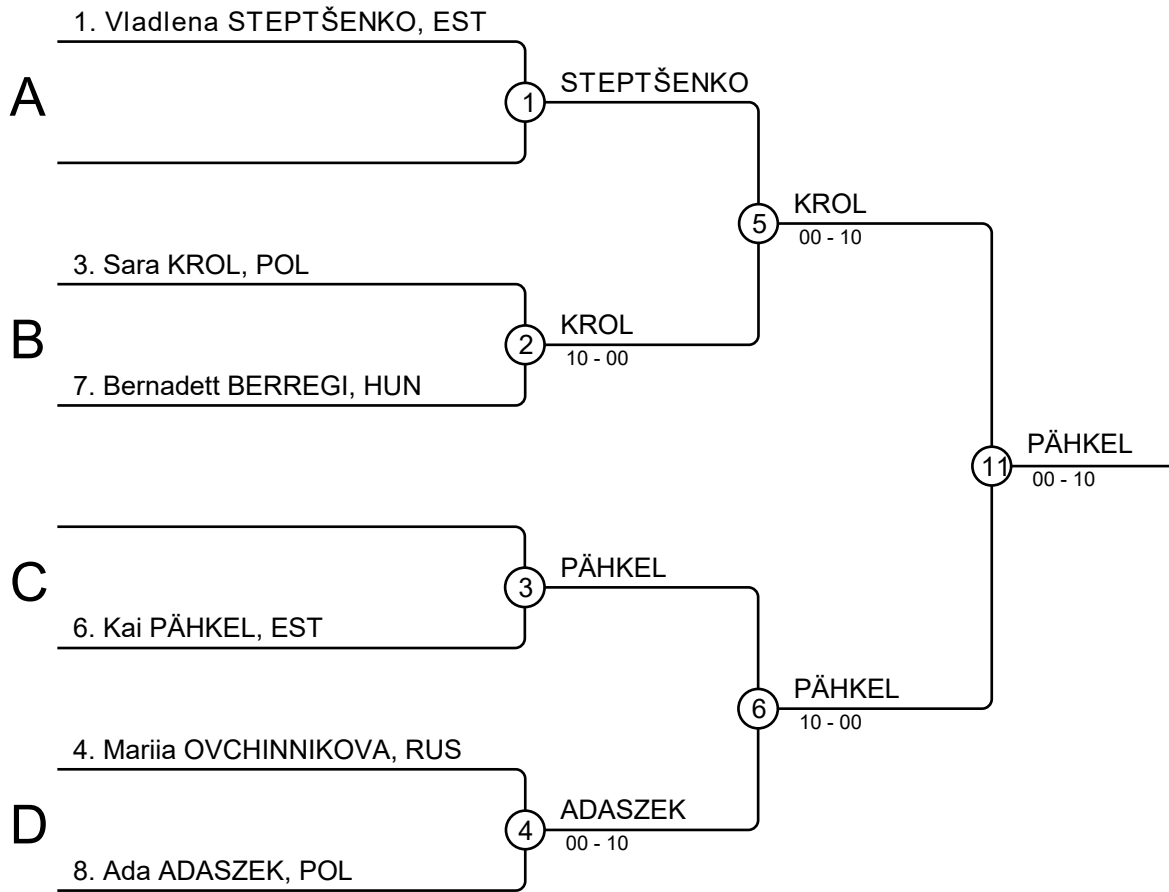 1. Vladlena STEPTŠENKO, EST
A
1
STEPTŠENKO
5
KROL
00 - 10
3. Sara KROL, POL
B
2
KROL
10 - 00
7. Bernadett BERREGI, HUN
11
PÄHKEL
00 - 10
C
3
PÄHKEL
6. Kai PÄHKEL, EST
6
PÄHKEL
10 - 00
4. Mariia OVCHINNIKOVA, RUS
D
4
ADASZEK
00 - 10
8. Ada ADASZEK, POL